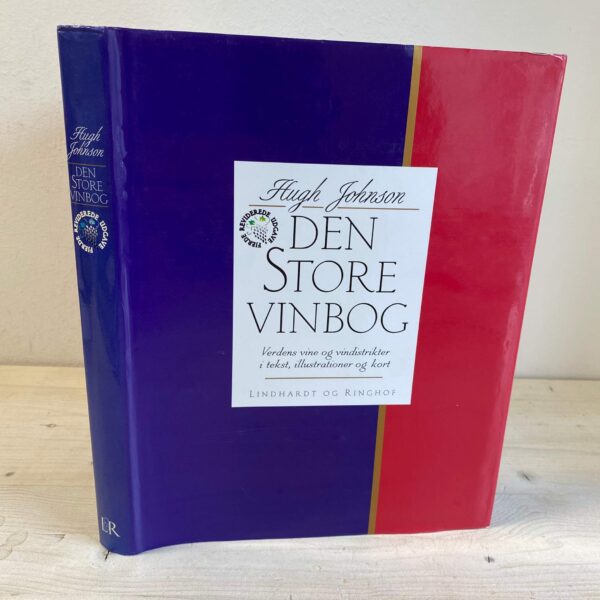 Hugh
Johnson
DEN
STORE
VINBOG
FJERDE REVIDEREDE UDGAVE
L&R
Hugh Johnson
FJERDE REVIDEREDE UDGAVE
DEN
STORE
VINBOG
Verdens vine og vindistrikter
i tekst, illustrationer og kort
LINDHARDT OG RINGHOF